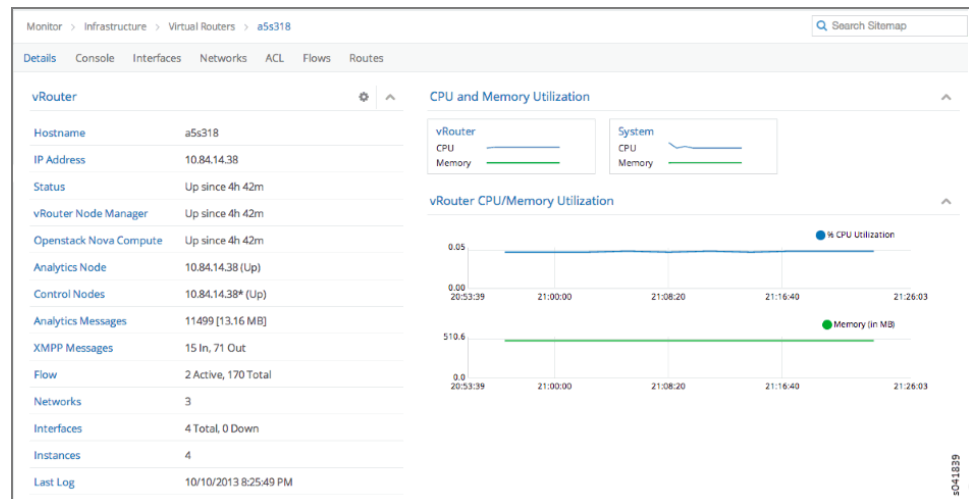 Monitor > Infrastructure > Virtual Routers > a5s318
Search Sitemap
Details Console Interfaces Networks ACL Flows Routes
vRouter
Hostname a5s318
IP Address 10.84.14.38
Status Up since 4h 42m
vRouter Node Manager Up since 4h 42m
Openstack Nova Compute Up since 4h 42m
Analytics Node 10.84.14.38 (Up)
Control Nodes 10.84.14.38* (Up)
Analytics Messages 11499 [13.16 MB]
XMPP Messages 15 In, 71 Out
Flow 2 Active, 170 Total
Networks 3
Interfaces 4 Total, 0 Down
Instances 4
Last Log 10/10/2013 8:25:49 PM
CPU and Memory Utilization
vRouter
CPU
Memory
System
CPU
Memory
vRouter CPU/Memory Utilization
% CPU Utilization
0.05
0.00
20:53:39 21:00:00 21:08:20 21:16:40 21:26:03
Memory (in MB)
510.6
0.0
20:53:39 21:00:00 21:08:20 21:16:40 21:26:03
s041839